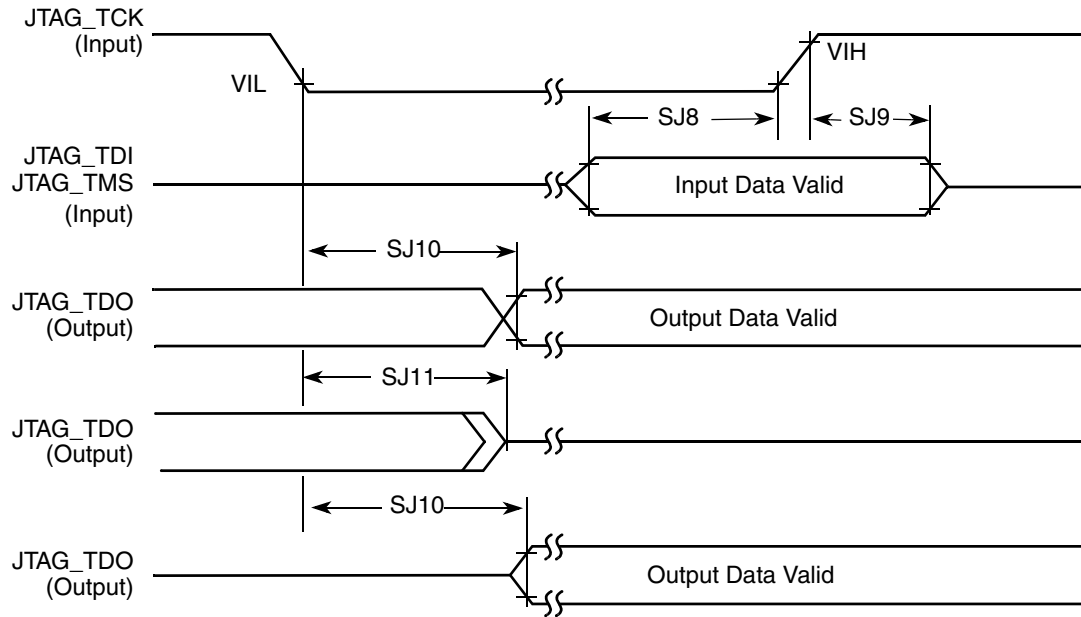 JTAG_TCK
(Input)
VIH
VIL
SJ8
SJ9
JTAG_TDI
JTAG_TMS
(Input)
Input Data Valid
SJ10
JTAG_TDO
(Output)
Output Data Valid
SJ11
JTAG_TDO
(Output)
SJ10
JTAG_TDO
(Output)
Output Data Valid